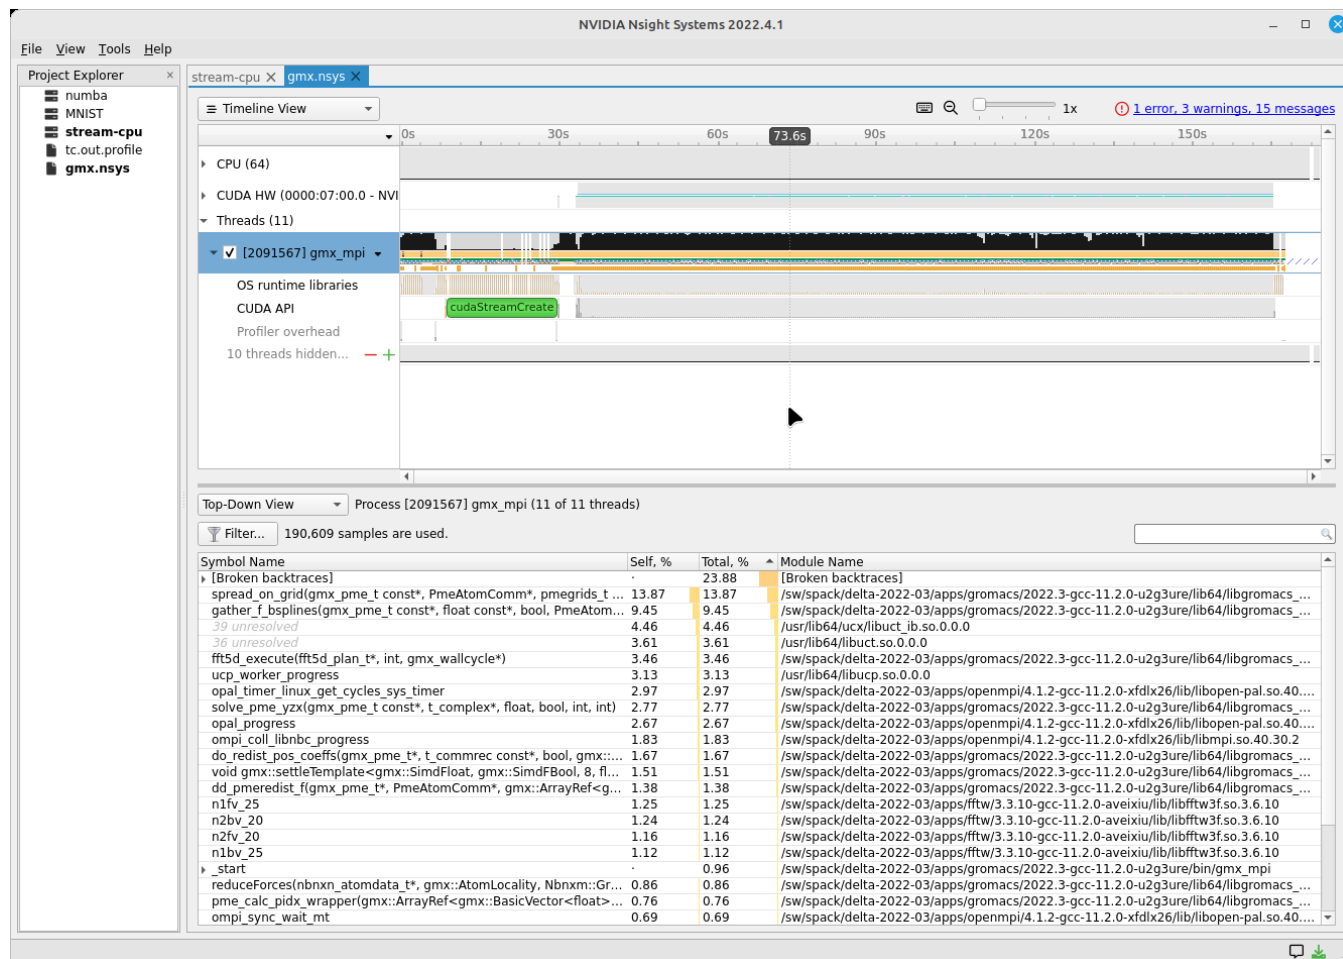 NVIDIA Nsight Systems 2022.4.1
File View Tools Help
Project Explorer
numba
MNIST
stream-cpu
tc.out.profile
gmx.nsys
stream-cpu gmx.nsys
Timeline View 1x 1 error, 3 warnings, 15 messages
0s 30s 60s 73.6s 90s 120s 150s
CPU (64)
CUDA HW (0000:07:00.0 - NVI
Threads (11)
[2091567] gmx_mpi
OS runtime libraries
CUDA API cudaStreamCreate
Profiler overhead
10 threads hidden...
Top-Down View Process [2091567] gmx_mpi (11 of 11 threads)
Filter... 190,609 samples are used.
Symbol Name Self, % Total, % Module Name
[Broken backtraces] · 23.88 [Broken backtraces]
spread_on_grid(gmx_pme_t const*, PmeAtomComm*, pmegrids_t ... 13.87 13.87 /sw/spack/delta-2022-03/apps/gromacs/2022.3-gcc-11.2.0-u2g3ure/lib64/libgromacs_...
gather_f_bsplines(gmx_pme_t const*, float const*, bool, PmeAtom... 9.45 9.45 /sw/spack/delta-2022-03/apps/gromacs/2022.3-gcc-11.2.0-u2g3ure/lib64/libgromacs_...
39 unresolved 4.46 4.46 /usr/lib64/ucx/libuct_ib.so.0.0.0
36 unresolved 3.61 3.61 /usr/lib64/libuct.so.0.0.0
fft5d_execute(fft5d_plan_t*, int, gmx_wallcycle*) 3.46 3.46 /sw/spack/delta-2022-03/apps/gromacs/2022.3-gcc-11.2.0-u2g3ure/lib64/libgromacs_...
ucp_worker_progress 3.13 3.13 /usr/lib64/libucp.so.0.0.0
opal_timer_linux_get_cycles_sys_timer 2.97 2.97 /sw/spack/delta-2022-03/apps/openmpi/4.1.2-gcc-11.2.0-xfdlx26/lib/libopen-pal.so.40....
solve_pme_yzx(gmx_pme_t const*, t_complex*, float, bool, int, int) 2.77 2.77 /sw/spack/delta-2022-03/apps/gromacs/2022.3-gcc-11.2.0-u2g3ure/lib64/libgromacs_...
opal_progress 2.67 2.67 /sw/spack/delta-2022-03/apps/openmpi/4.1.2-gcc-11.2.0-xfdlx26/lib/libopen-pal.so.40....
ompi_coll_libnbc_progress 1.83 1.83 /sw/spack/delta-2022-03/apps/openmpi/4.1.2-gcc-11.2.0-xfdlx26/lib/libmpi.so.40.30.2
do_redist_pos_coeffs(gmx_pme_t*, t_commrec const*, bool, gmx::... 1.67 1.67 /sw/spack/delta-2022-03/apps/gromacs/2022.3-gcc-11.2.0-u2g3ure/lib64/libgromacs_...
void gmx::settleTemplate<gmx::SimdFloat, gmx::SimdFBool, 8, fl... 1.51 1.51 /sw/spack/delta-2022-03/apps/gromacs/2022.3-gcc-11.2.0-u2g3ure/lib64/libgromacs_...
dd_pmeredist_f(gmx_pme_t*, PmeAtomComm*, gmx::ArrayRef<g... 1.38 1.38 /sw/spack/delta-2022-03/apps/gromacs/2022.3-gcc-11.2.0-u2g3ure/lib64/libgromacs_...
n1fv_25 1.25 1.25 /sw/spack/delta-2022-03/apps/fftw/3.3.10-gcc-11.2.0-aveixiu/lib/libfftw3f.so.3.6.10
n2bv_20 1.24 1.24 /sw/spack/delta-2022-03/apps/fftw/3.3.10-gcc-11.2.0-aveixiu/lib/libfftw3f.so.3.6.10
n2fv_20 1.16 1.16 /sw/spack/delta-2022-03/apps/fftw/3.3.10-gcc-11.2.0-aveixiu/lib/libfftw3f.so.3.6.10
n1bv_25 1.12 1.12 /sw/spack/delta-2022-03/apps/fftw/3.3.10-gcc-11.2.0-aveixiu/lib/libfftw3f.so.3.6.10
_start · 0.96 /sw/spack/delta-2022-03/apps/gromacs/2022.3-gcc-11.2.0-u2g3ure/bin/gmx_mpi
reduceForces(nbnxn_atomdata_t*, gmx::AtomLocality, Nbnxm::Gr... 0.86 0.86 /sw/spack/delta-2022-03/apps/gromacs/2022.3-gcc-11.2.0-u2g3ure/lib64/libgromacs_...
pme_calc_pidx_wrapper(gmx::ArrayRef<gmx::BasicVector<float>... 0.76 0.76 /sw/spack/delta-2022-03/apps/gromacs/2022.3-gcc-11.2.0-u2g3ure/lib64/libgromacs_...
ompi_sync_wait_mt 0.69 0.69 /sw/spack/delta-2022-03/apps/openmpi/4.1.2-gcc-11.2.0-xfdlx26/lib/libopen-pal.so.40....